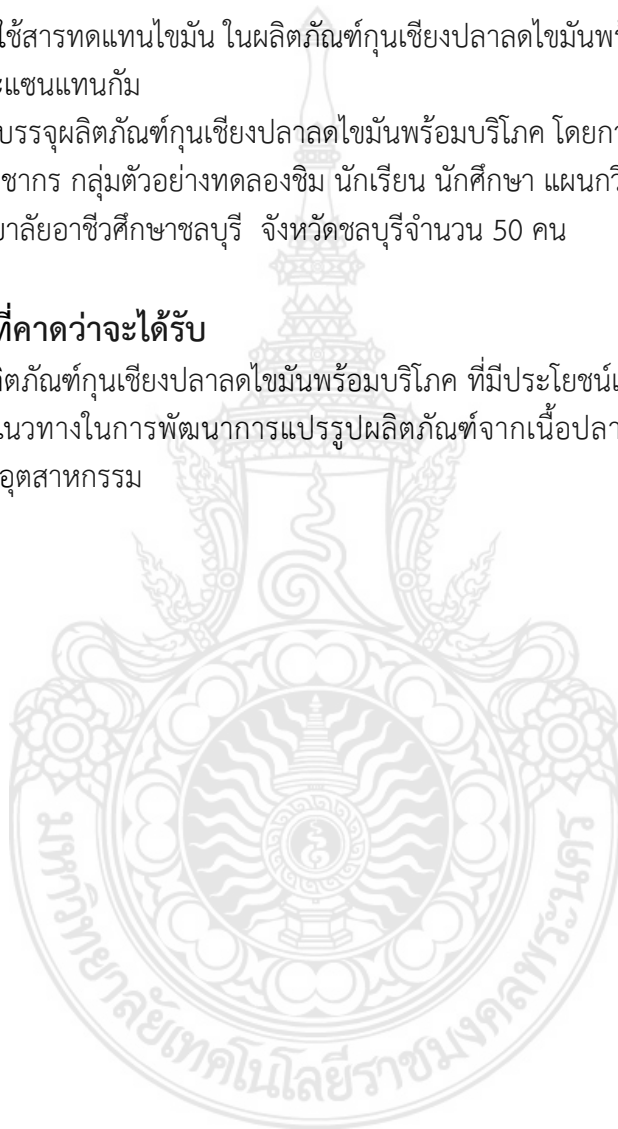 ใช้สารทดแทนไขมัน ในผลิตภัณฑ์กุนเชียงปลาลดไขมันพร้
ะแซนแทนกัม
บรรจุผลิตภัณฑ์กุนเชียงปลาลดไขมันพร้อมบริโภค โดยกา
ชากร กลุ่มตัวอย่างทดลองชิม นักเรียน นักศึกษา แผนกวิ
ยาลัยอาชีวศึกษาชลบุรี จังหวัดชลบุรีจำนวน 50 คน
ที่คาดว่าจะได้รับ
ลิตภัณฑ์กุนเชียงปลาลดไขมันพร้อมบริโภค ที่มีประโยชน์แ
แนวทางในการพัฒนาการแปรรูปผลิตภัณฑ์จากเนื้อปลา
อุตสาหกรรม
มหาวิทยาลัยเทคโนโลยีราชมงคลพระนคร